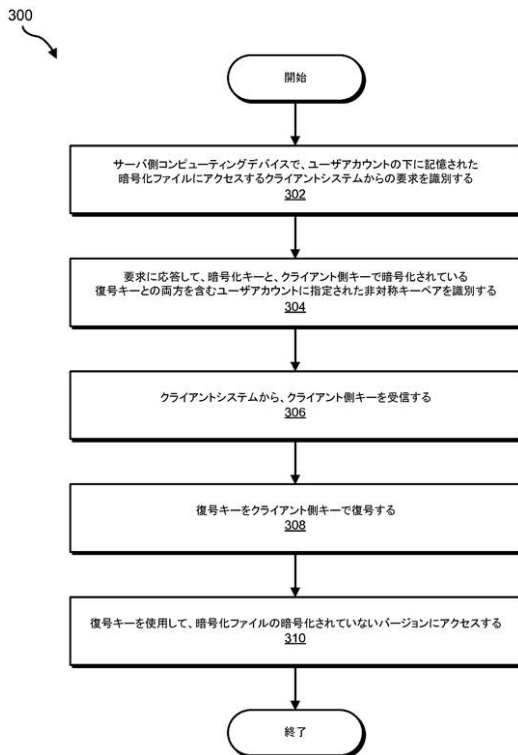 300
開始
サーバ側コンピューティングデバイスで、ユーザアカウントの下に記憶された
暗号化ファイルにアクセスするクライアントシステムからの要求を識別する
302
要求に応答して、暗号化キーと、クライアント側キーで暗号化されている
復号キーとの両方を含むユーザアカウントに指定された非対称キーペアを識別する
304
クライアントシステムから、クライアント側キーを受信する
306
復号キーをクライアント側キーで復号する
308
復号キーを使用して、暗号化ファイルの暗号化されていないバージョンにアクセスする
310
終了